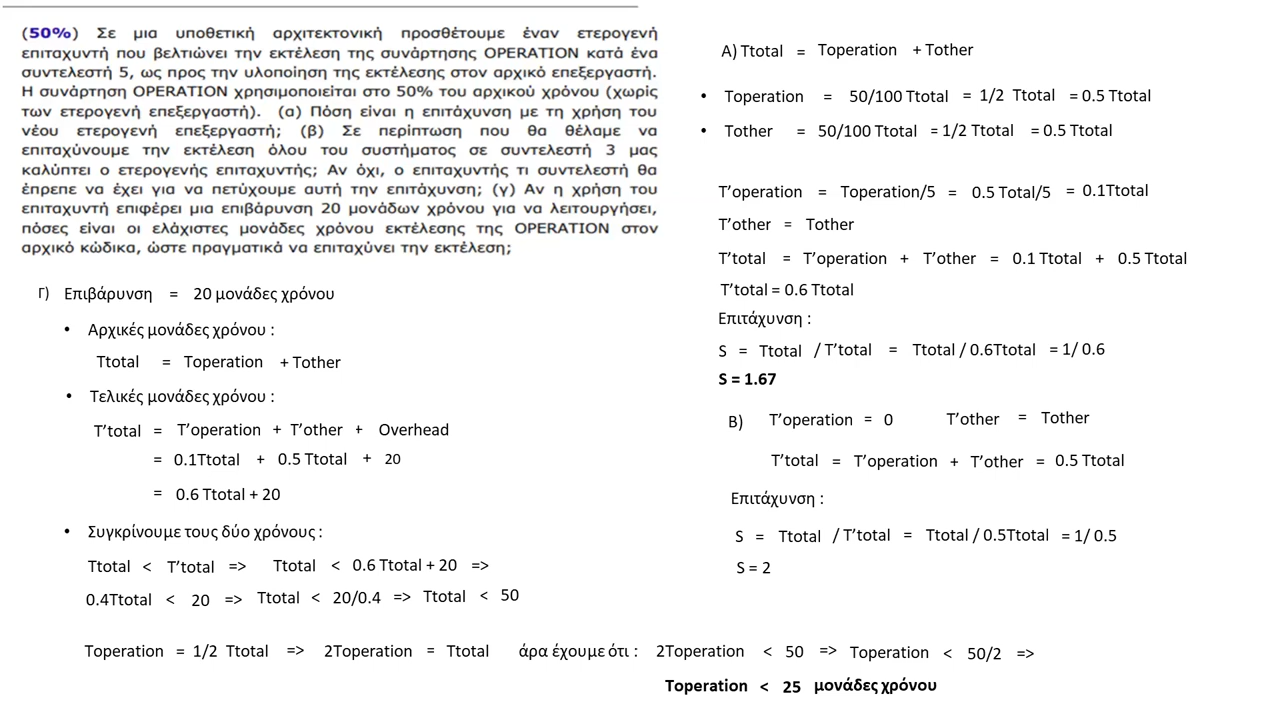 (50%) Σε μια υποθετική αρχιτεκτονική προσθέτουμε έναν ετερογενή
επιταχυντή που βελτιώνει την εκτέλεση της συνάρτησης OPERATION κατά ένα
συντελεστή 5, ως προς την υλοποίηση της εκτέλεσης στον αρχικό επεξεργαστή.
Η συνάρτηση OPERATION χρησιμοποιείται στο 50% του αρχικού χρόνου (χωρίς
των ετερογενή επεξεργαστή). (α) Πόση είναι η επιτάχυνση με τη χρήση του
νέου ετερογενή επεξεργαστή; (β) Σε περίπτωση που θα θέλαμε να
επιταχύνουμε την εκτέλεση όλου του συστήματος σε συντελεστή 3 μας
καλύπτει ο ετερογενής επιταχυντής; Αν όχι, ο επιταχυντής τι συντελεστή θα
έπρεπε να έχει για να πετύχουμε αυτή την επιτάχυνση; (γ) Αν η χρήση του
επιταχυντή επιφέρει μια επιβάρυνση 20 μονάδων χρόνου για να λειτουργήσει,
πόσες είναι οι ελάχιστες μονάδες χρόνου εκτέλεσης της OPERATION στον
αρχικό κώδικα, ώστε πραγματικά να επιταχύνει την εκτέλεση;
A) Ttotal = Toperation + Tother
• Toperation = 50/100 Ttotal = 1/2 Ttotal = 0.5 Ttotal
• Tother = 50/100 Ttotal = 1/2 Ttotal = 0.5 Ttotal
T’operation = Toperation/5 = 0.5 Total/5 = 0.1Ttotal
T’other = Tother
T’total = T’operation + T’other = 0.1 Ttotal + 0.5 Ttotal
T’total = 0.6 Ttotal
Επιτάχυνση :
S = Ttotal / T’total = Ttotal / 0.6Ttotal = 1/ 0.6
S = 1.67
B) T’operation = 0 T’other = Tother
T’total = T’operation + T’other = 0.5 Ttotal
Επιτάχυνση :
S = Ttotal / T’total = Ttotal / 0.5Ttotal = 1/ 0.5
S = 2
Γ) Επιβάρυνση = 20 μονάδες χρόνου
• Αρχικές μονάδες χρόνου :
Ttotal = Toperation + Tother
• Τελικές μονάδες χρόνου :
T’total = T’operation + T’other + Overhead
= 0.1Ttotal + 0.5 Ttotal + 20
= 0.6 Ttotal + 20
• Συγκρίνουμε τους δύο χρόνους :
Ttotal < T’total => Ttotal < 0.6 Ttotal + 20 =>
0.4Ttotal < 20 => Ttotal < 20/0.4 => Ttotal < 50
Toperation = 1/2 Ttotal => 2Toperation = Ttotal άρα έχουμε ότι : 2Toperation < 50 => Toperation < 50/2 =>
Toperation < 25 μονάδες χρόνου